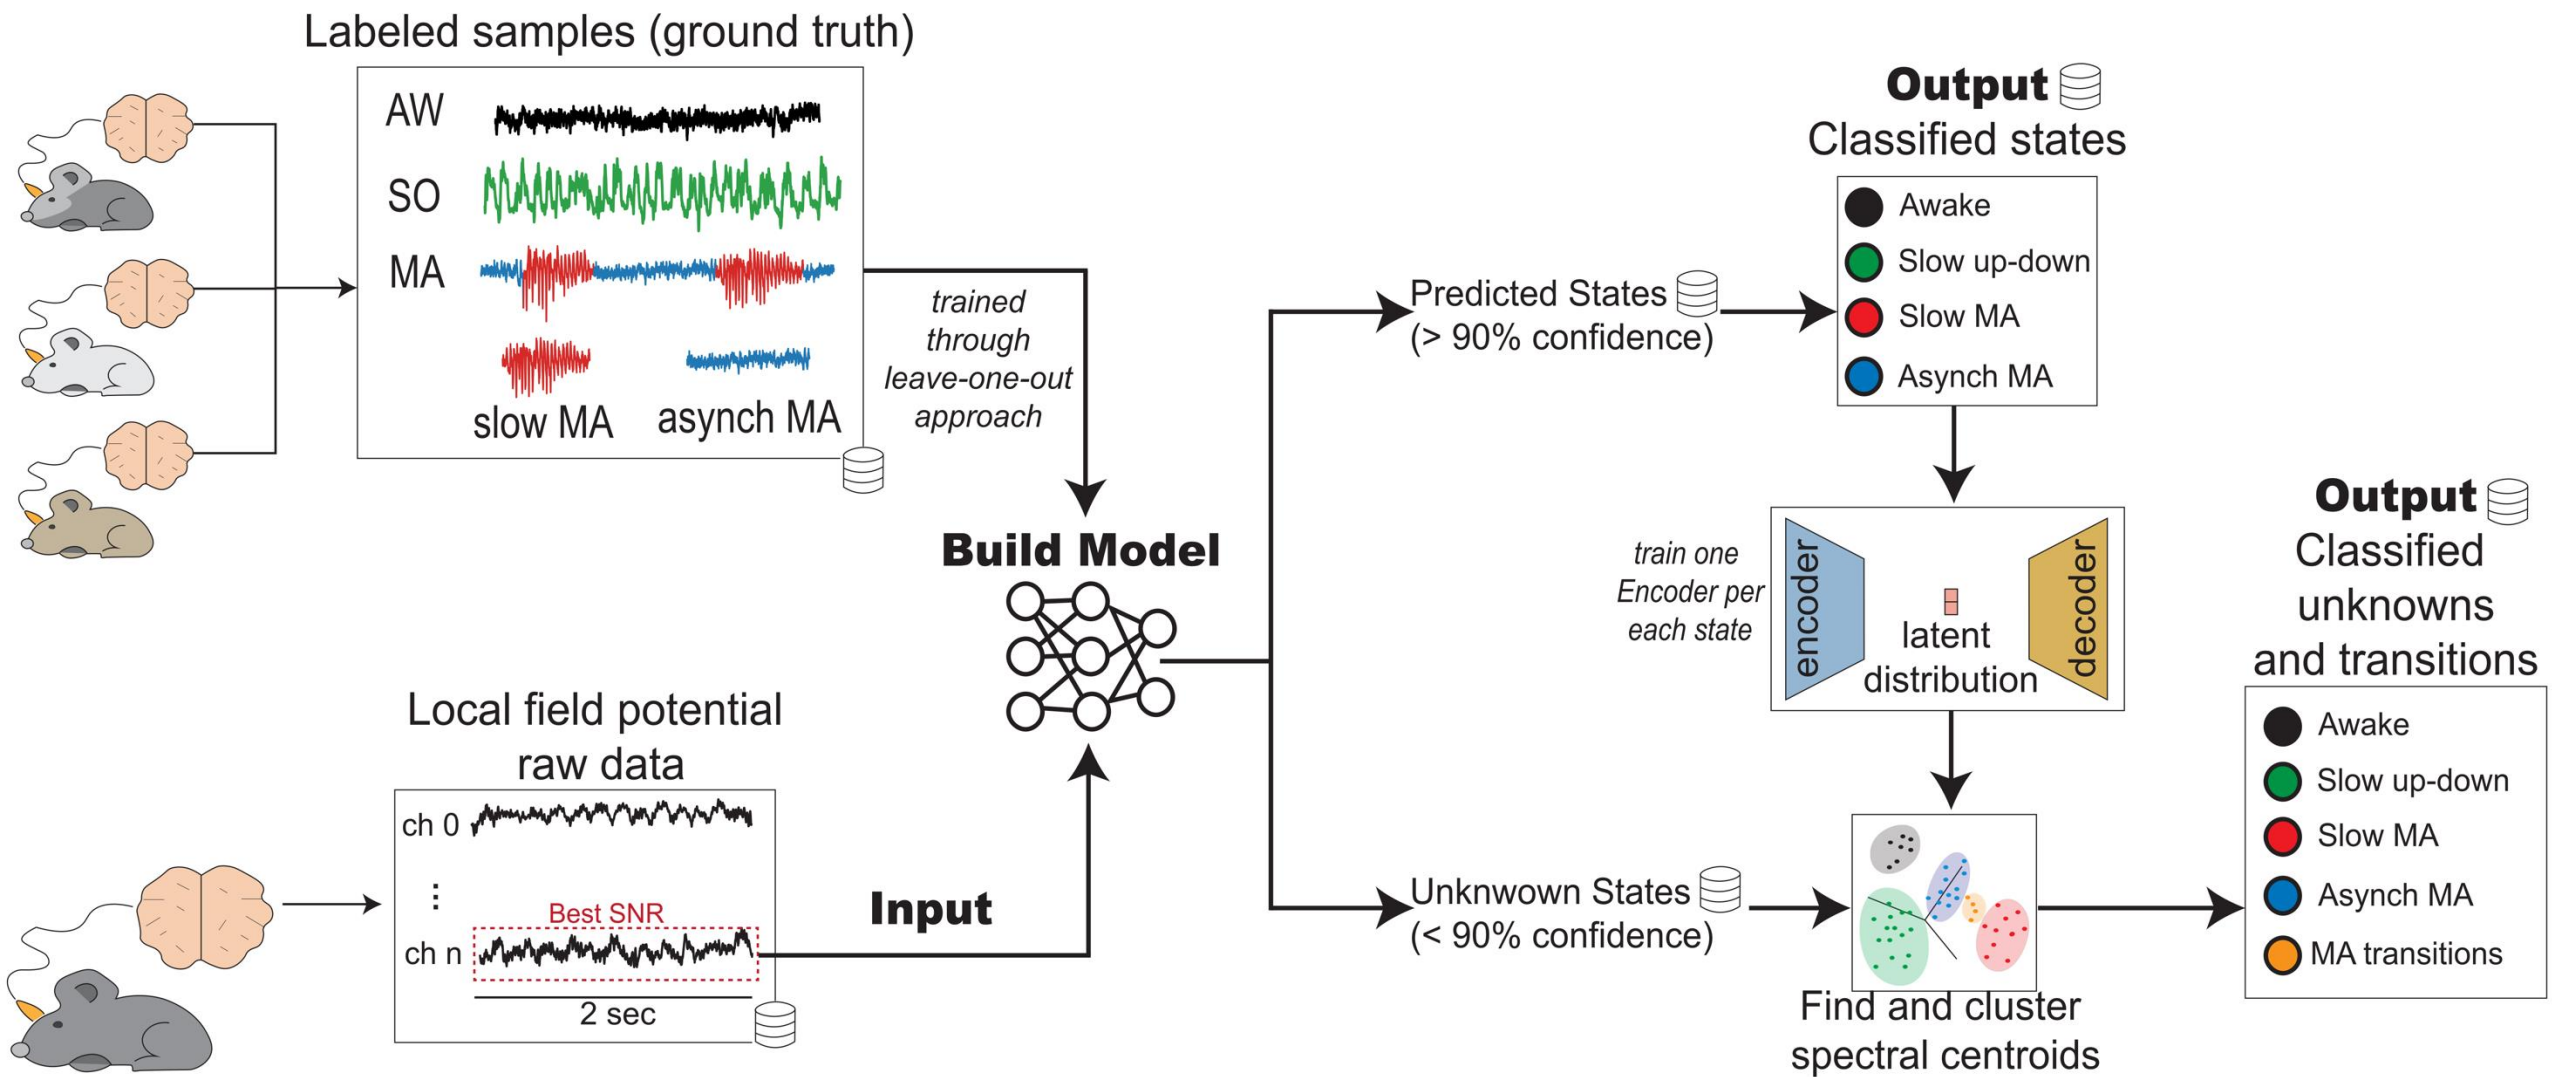 Labeled samples (ground truth)
AW
SO
MA
slow MA
asynch MA
trained
through
leave-one-out
approach
Build Model
Local field potential
raw data
ch 0
⋮
Best SNR
ch n
2 sec
Input
Predicted States
(> 90% confidence)
Unknwown States
(< 90% confidence)
Output
Classified states
Awake
Slow up-down
Slow MA
Asynch MA
train one
Encoder per
each state
encoder
latent
distribution
decoder
Find and cluster
spectral centroids
Output
Classified
unknowns
and transitions
Awake
Slow up-down
Slow MA
Asynch MA
MA transitions